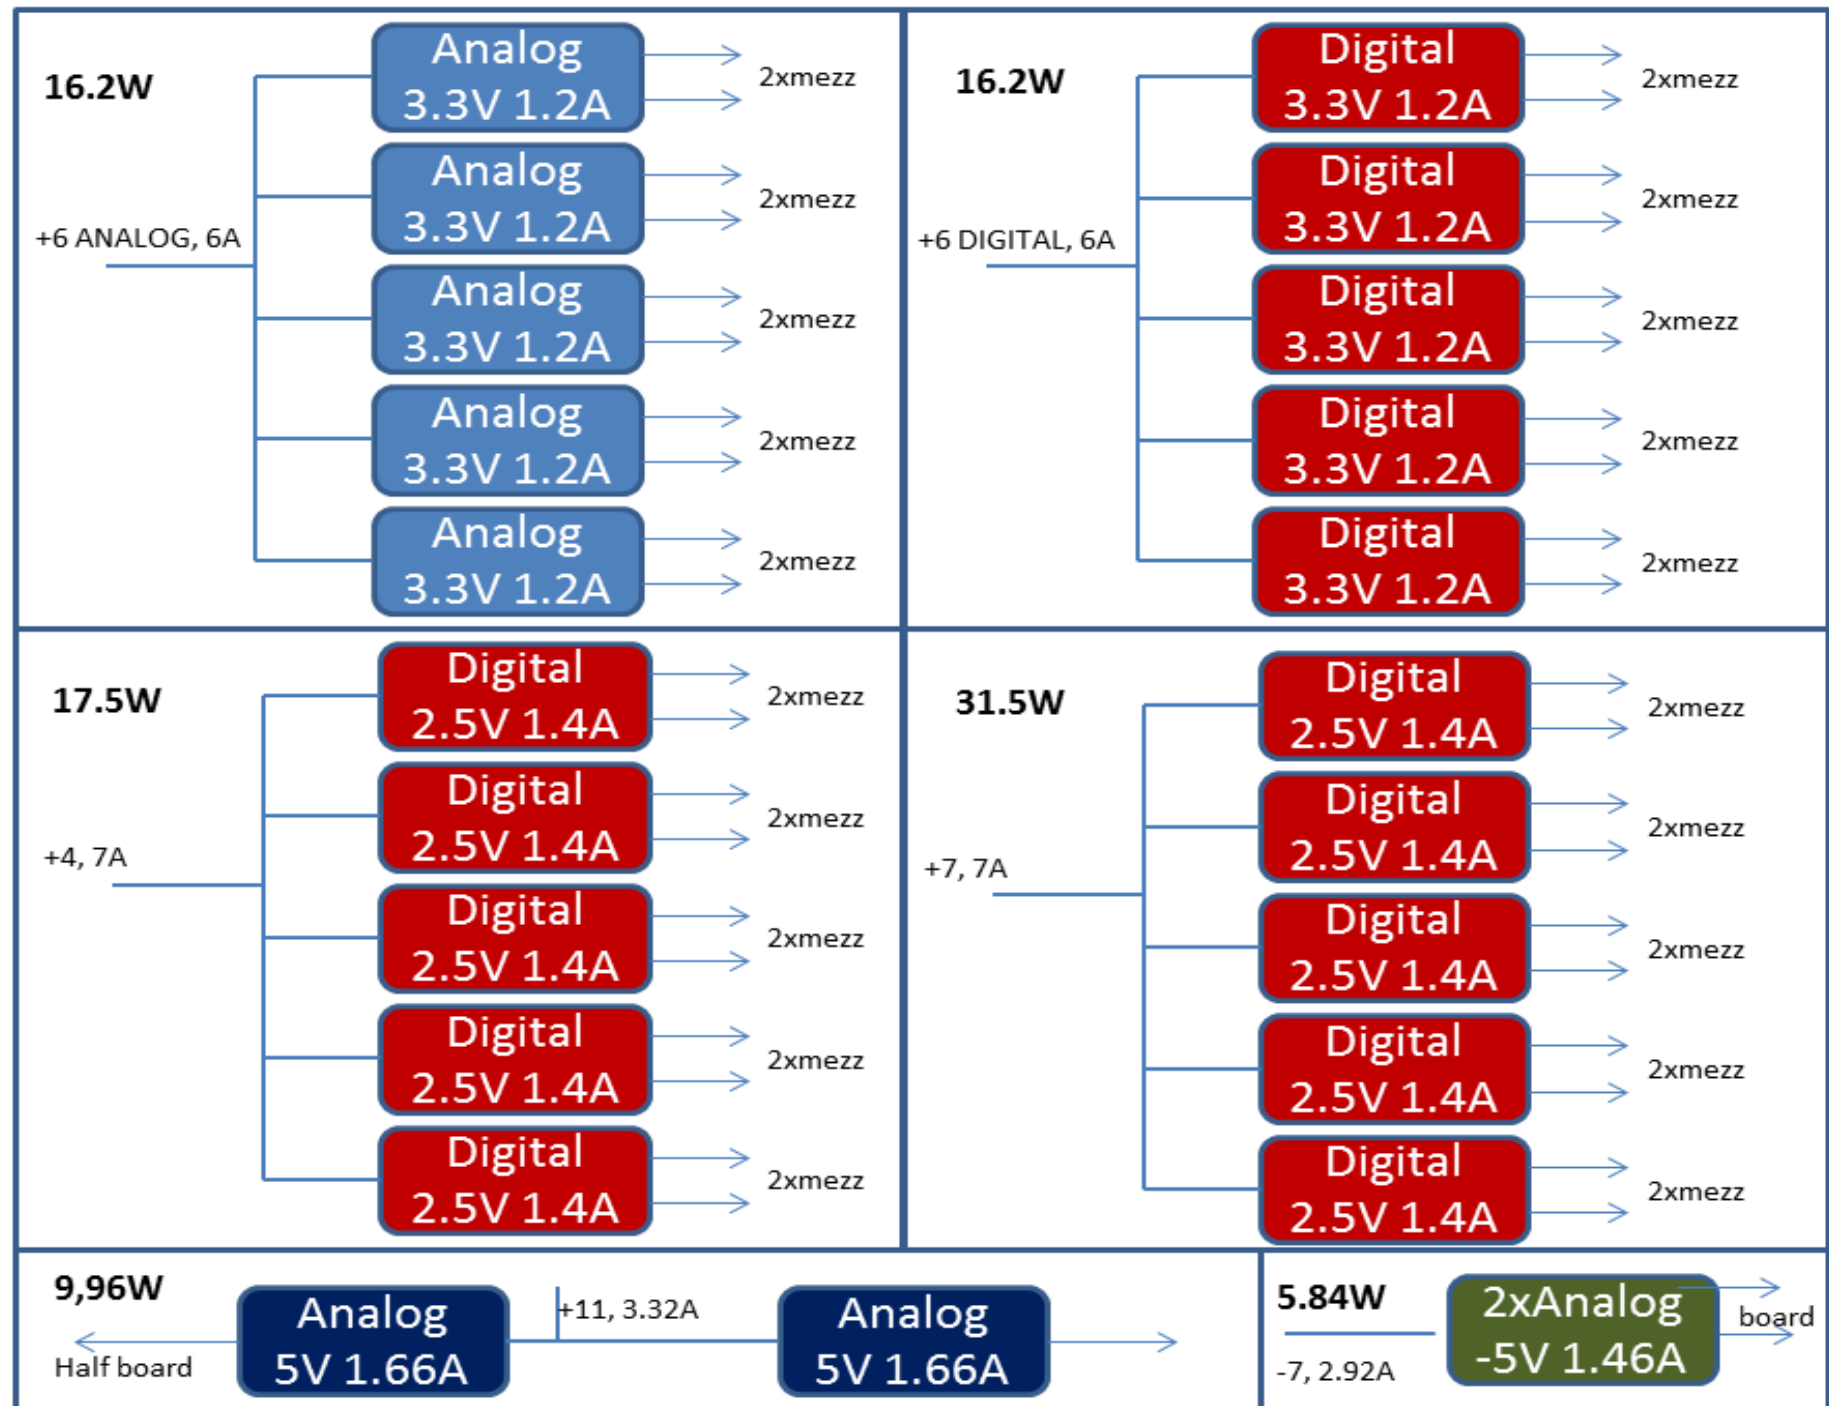 16.2W
+6 ANALOG, 6A
Analog
3.3V 1.2A
2xmezz
Analog
3.3V 1.2A
2xmezz
Analog
3.3V 1.2A
2xmezz
Analog
3.3V 1.2A
2xmezz
Analog
3.3V 1.2A
2xmezz
16.2W
+6 DIGITAL, 6A
Digital
3.3V 1.2A
2xmezz
Digital
3.3V 1.2A
2xmezz
Digital
3.3V 1.2A
2xmezz
Digital
3.3V 1.2A
2xmezz
Digital
3.3V 1.2A
2xmezz
17.5W
+4, 7A
Digital
2.5V 1.4A
2xmezz
Digital
2.5V 1.4A
2xmezz
Digital
2.5V 1.4A
2xmezz
Digital
2.5V 1.4A
2xmezz
Digital
2.5V 1.4A
2xmezz
31.5W
+7, 7A
Digital
2.5V 1.4A
2xmezz
Digital
2.5V 1.4A
2xmezz
Digital
2.5V 1.4A
2xmezz
Digital
2.5V 1.4A
2xmezz
Digital
2.5V 1.4A
2xmezz
9,96W
Half board
Analog
5V 1.66A
+11, 3.32A
Analog
5V 1.66A
5.84W
-7, 2.92A
2xAnalog
-5V 1.46A
board